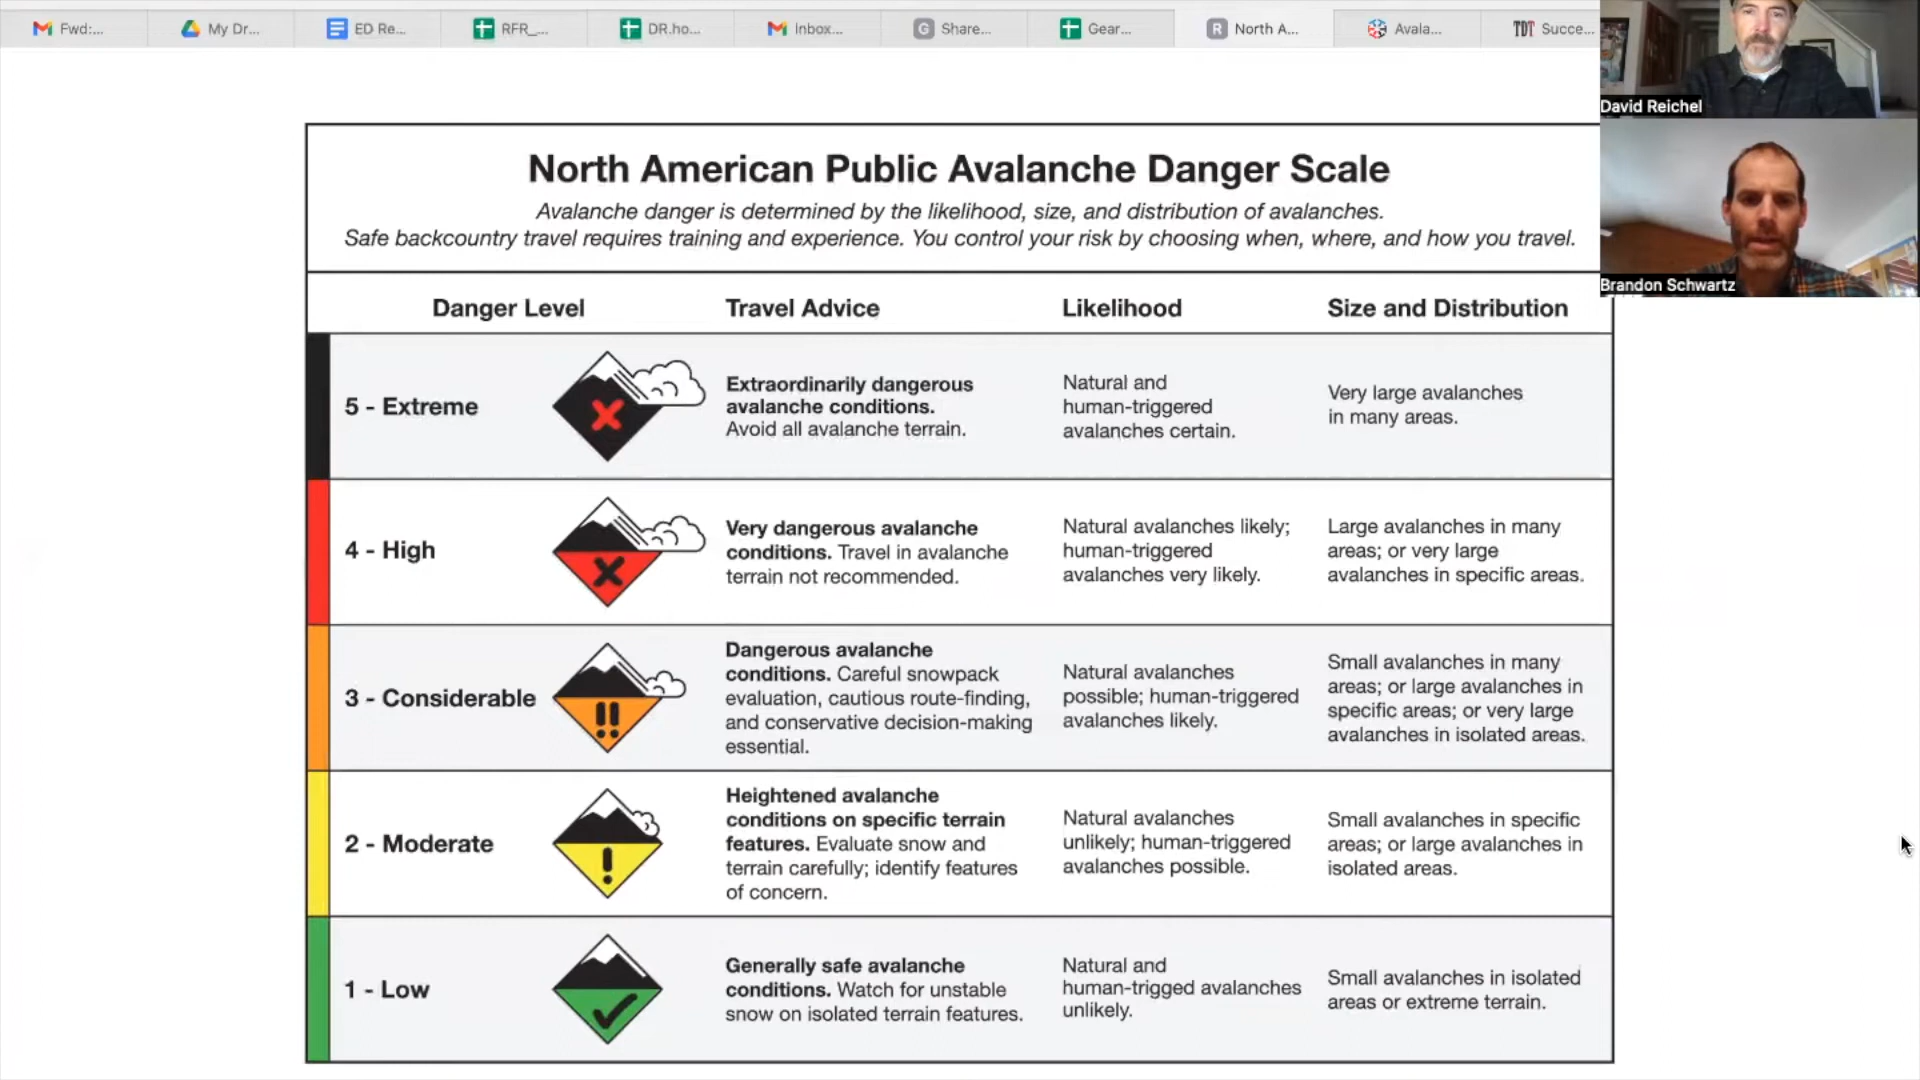 Fwd:...
My Dr...
ED Re...
RFR_...
DR.ho...
Inbox...
G
Share...
Gear...
R
North A...
Avala...
TDT
Succe...
David Reichel
Brandon Schwartz
North American Public Avalanche Danger Scale
Avalanche danger is determined by the likelihood, size, and distribution of avalanches.
Safe backcountry travel requires training and experience. You control your risk by choosing when, where, and how you travel.
Danger Level
Travel Advice
Likelihood
Size and Distribution
5 - Extreme
Extraordinarily dangerous
avalanche conditions.
Avoid all avalanche terrain.
Natural and
human-triggered
avalanches certain.
Very large avalanches
in many areas.
4 - High
Very dangerous avalanche
conditions. Travel in avalanche
terrain not recommended.
Natural avalanches likely;
human-triggered
avalanches very likely.
Large avalanches in many
areas; or very large
avalanches in specific areas.
3 - Considerable
!!
Dangerous avalanche
conditions. Careful snowpack
evaluation, cautious route-finding,
and conservative decision-making
essential.
Natural avalanches
possible; human-triggered
avalanches likely.
Small avalanches in many
areas; or large avalanches in
specific areas; or very large
avalanches in isolated areas.
2 - Moderate
!
Heightened avalanche
conditions on specific terrain
features. Evaluate snow and
terrain carefully; identify features
of concern.
Natural avalanches
unlikely; human-triggered
avalanches possible.
Small avalanches in specific
areas; or large avalanches in
isolated areas.
1 - Low
Generally safe avalanche
conditions. Watch for unstable
snow on isolated terrain features.
Natural and
human-trigged avalanches
unlikely.
Small avalanches in isolated
areas or extreme terrain.